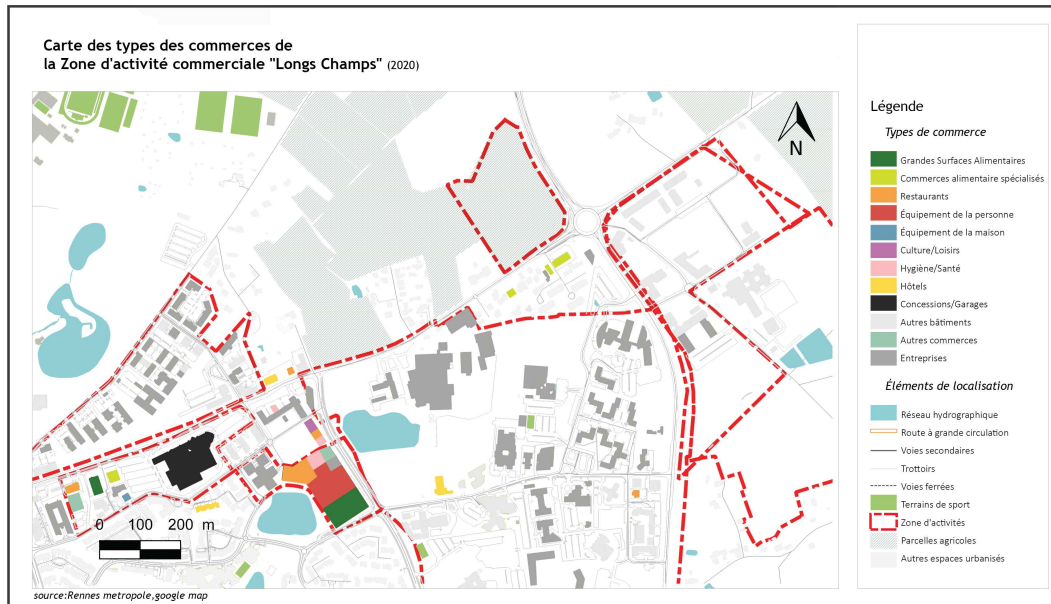 Carte des types des commerces de
la Zone d'activité commerciale "Longs Champs" (2020)
N
0 100 200 m
source:Rennes metropole,google map
Légende
Types de commerce
Grandes Surfaces Alimentaires
Commerces alimentaire spécialisés
Restaurants
Équipement de la personne
Équipement de la maison
Culture/Loisirs
Hygiène/Santé
Hôtels
Concessions/Garages
Autres bâtiments
Autres commerces
Entreprises
Éléments de localisation
Réseau hydrographique
Route à grande circulation
Voies secondaires
Trottoirs
Voies ferrées
Terrains de sport
Zone d'activités
Parcelles agricoles
Autres espaces urbanisés